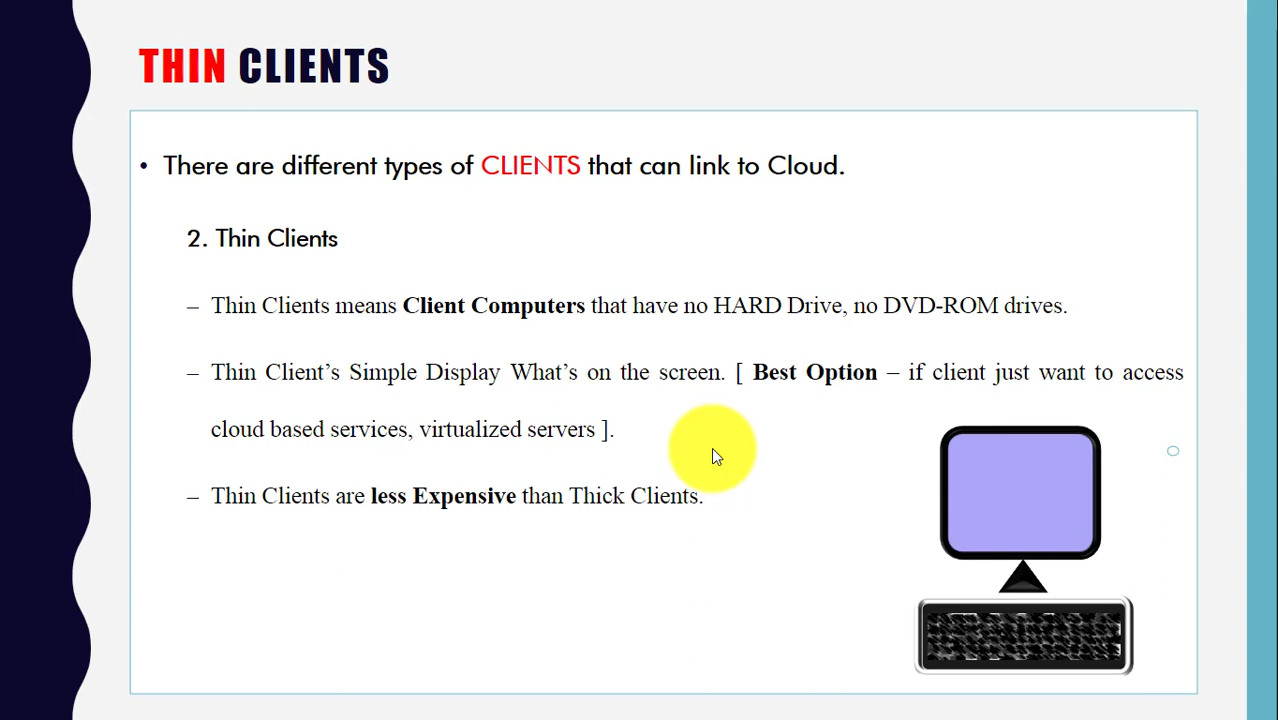 THIN CLIENTS
• There are different types of CLIENTS that can link to Cloud.
2. Thin Clients
– Thin Clients means Client Computers that have no HARD Drive, no DVD-ROM drives.
– Thin Client’s Simple Display What’s on the screen. [ Best Option – if client just want to access
cloud based services, virtualized servers ].
– Thin Clients are less Expensive than Thick Clients.